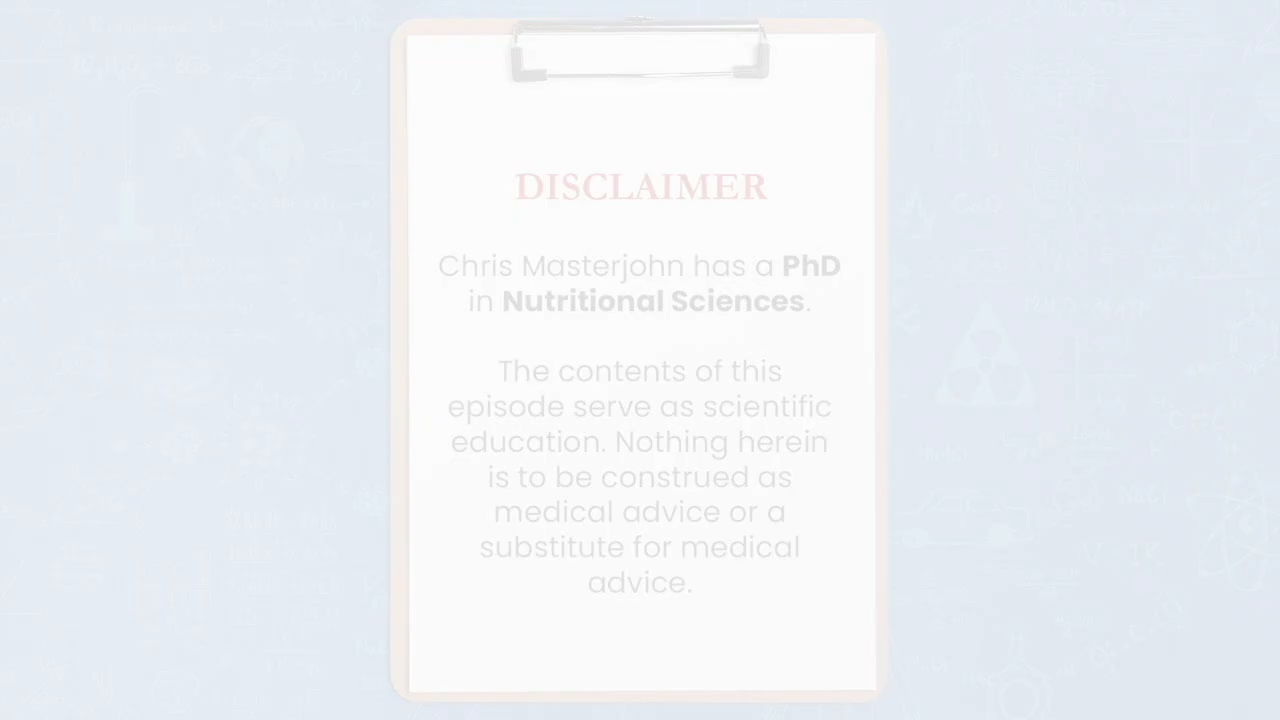 DISCLAIMER
Chris Masterjohn has a PhD
in Nutritional Sciences.
The contents of this
episode serve as scientific
education. Nothing herein
is to be construed as
medical advice or a
substitute for medical
advice.